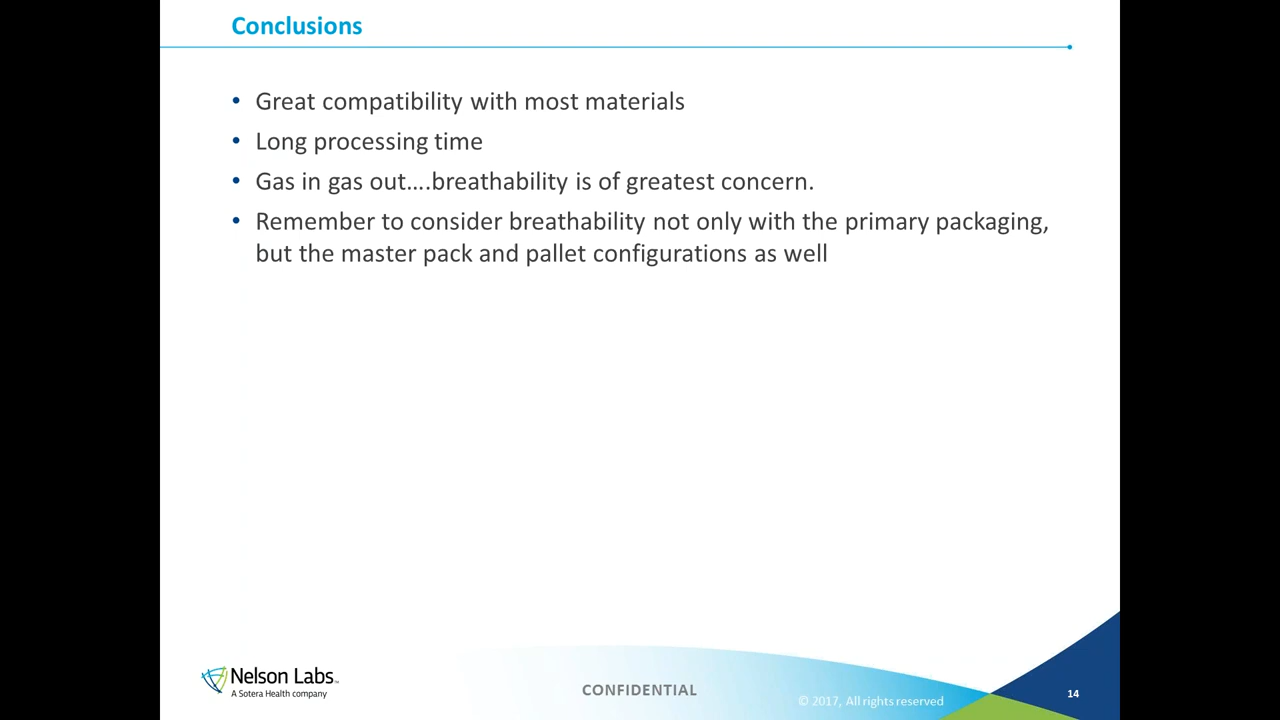 Conclusions
• Great compatibility with most materials
• Long processing time
• Gas in gas out....breathability is of greatest concern.
• Remember to consider breathability not only with the primary packaging,
but the master pack and pallet configurations as well
Nelson Labs™
A Sotera Health company
CONFIDENTIAL
© 2017, All rights reserved
14